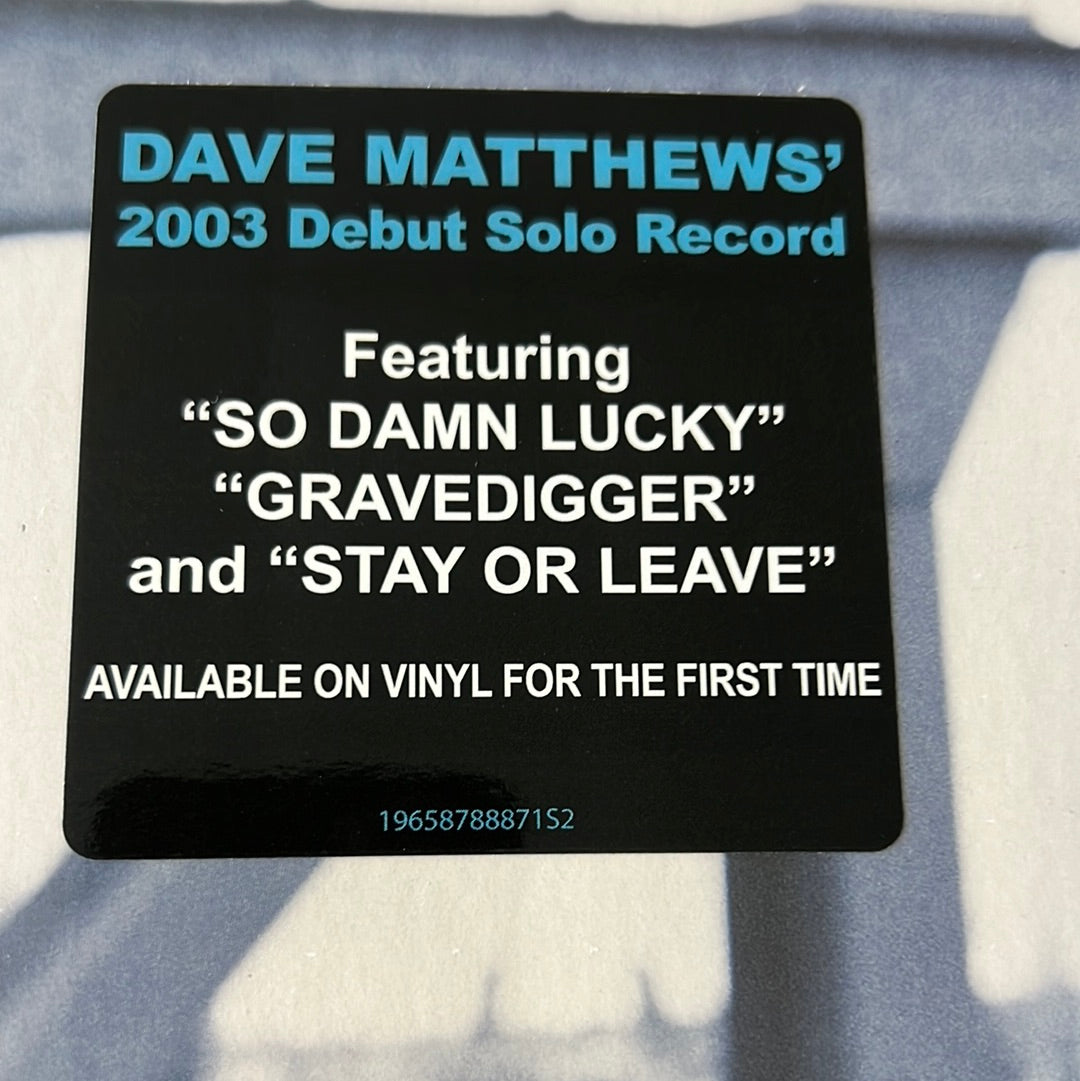 DAVE MATTHEWS’
2003 Debut Solo Record
Featuring
“SO DAMN LUCKY”
“GRAVEDIGGER”
and “STAY OR LEAVE”
AVAILABLE ON VINYL FOR THE FIRST TIME
19658788871S2